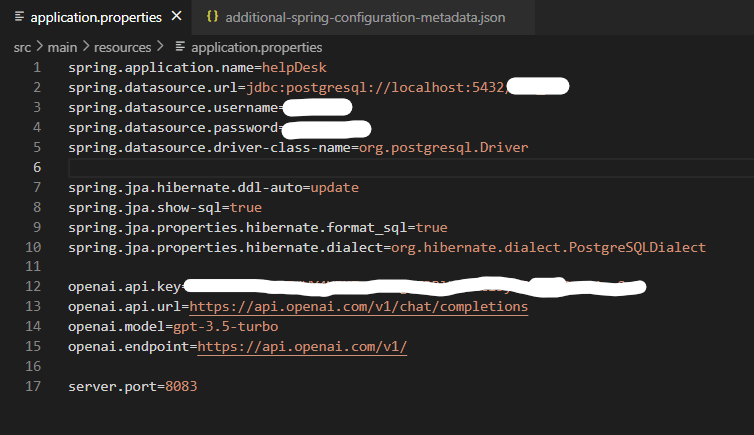 application.properties
additional-spring-configuration-metadata.json
src > main > resources > application.properties
1 spring.application.name=helpDesk
2 spring.datasource.url=jdbc:postgresql://localhost:5432/
3 spring.datasource.username=
4 spring.datasource.password=
5 spring.datasource.driver-class-name=org.postgresql.Driver
6
7 spring.jpa.hibernate.ddl-auto=update
8 spring.jpa.show-sql=true
9 spring.jpa.properties.hibernate.format_sql=true
10 spring.jpa.properties.hibernate.dialect=org.hibernate.dialect.PostgreSQLDialect
11
12 openai.api.key=
13 openai.api.url=https://api.openai.com/v1/chat/completions
14 openai.model=gpt-3.5-turbo
15 openai.endpoint=https://api.openai.com/v1/
16
17 server.port=8083